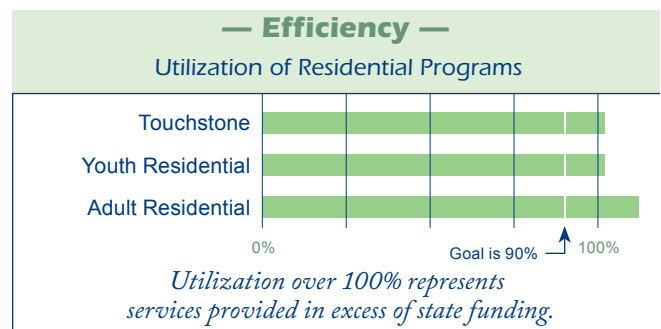 — Efficiency —
Utilization of Residential Programs
Touchstone
Youth Residential
Adult Residential
0%
Goal is 90%
100%
Utilization over 100% represents
services provided in excess of state funding.